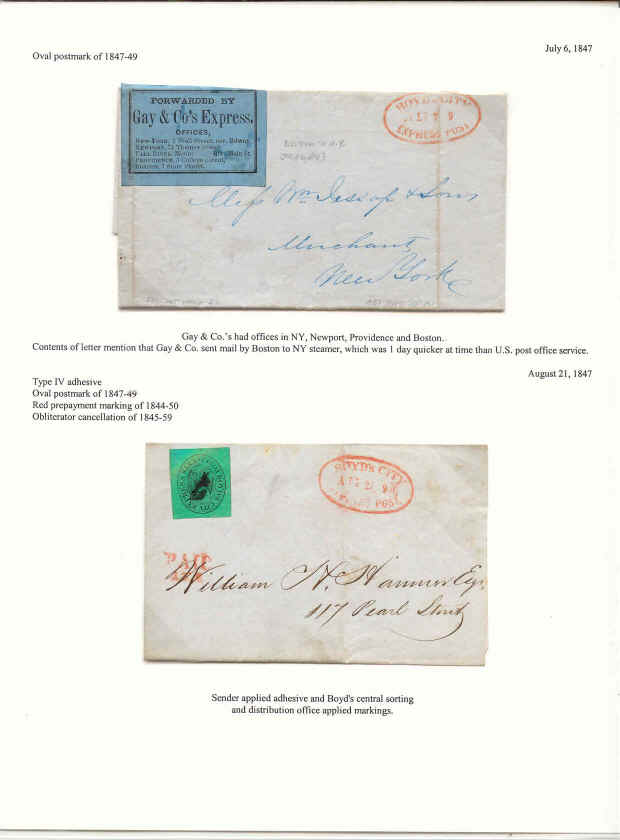 July 6, 1847
Oval postmark of 1847-49
FORWARDED BY
Gay & Co's Express.
OFFICES,
BOYD'S CITY
EXPRESS POST
Messrs Wm Jessop & Sons
Merchants
New York
Gay & Co.'s had offices in NY, Newport, Providence and Boston.
Contents of letter mention that Gay & Co. sent mail by Boston to NY steamer, which was 1 day quicker at time than U.S. post office service.
August 21, 1847
Type IV adhesive
Oval postmark of 1847-49
Red prepayment marking of 1844-50
Obliterator cancellation of 1845-59
BOYD'S CITY
POST
PAID
William H. Esq.
117 Pearl Street
Sender applied adhesive and Boyd's central sorting
and distribution office applied markings.